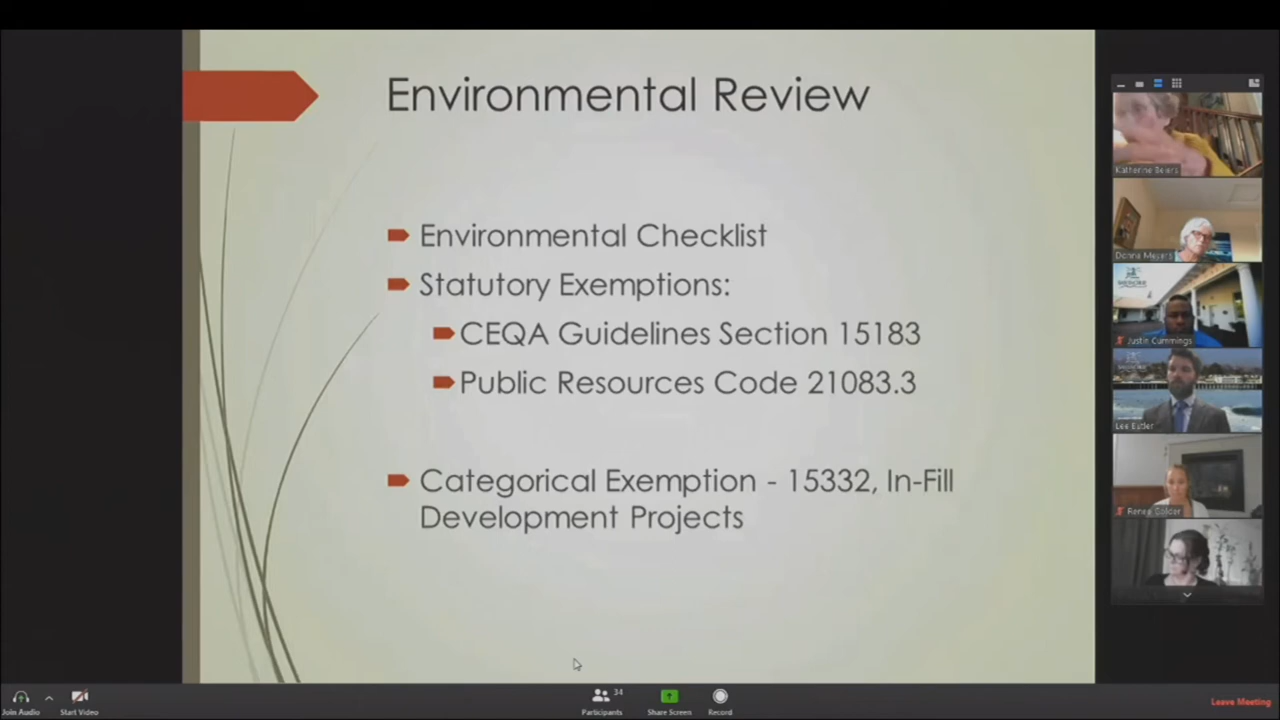 Environmental Review
Environmental Checklist
Statutory Exemptions:
CEQA Guidelines Section 15183
Public Resources Code 21083.3
Categorical Exemption - 15332, In-Fill
Development Projects
Katherine Beiers
Donna Meyers
Justin Cummings
Lee Butler
Renee Golder
Join Audio
Start Video
34
Participants
Share Screen
Record
Leave Meeting